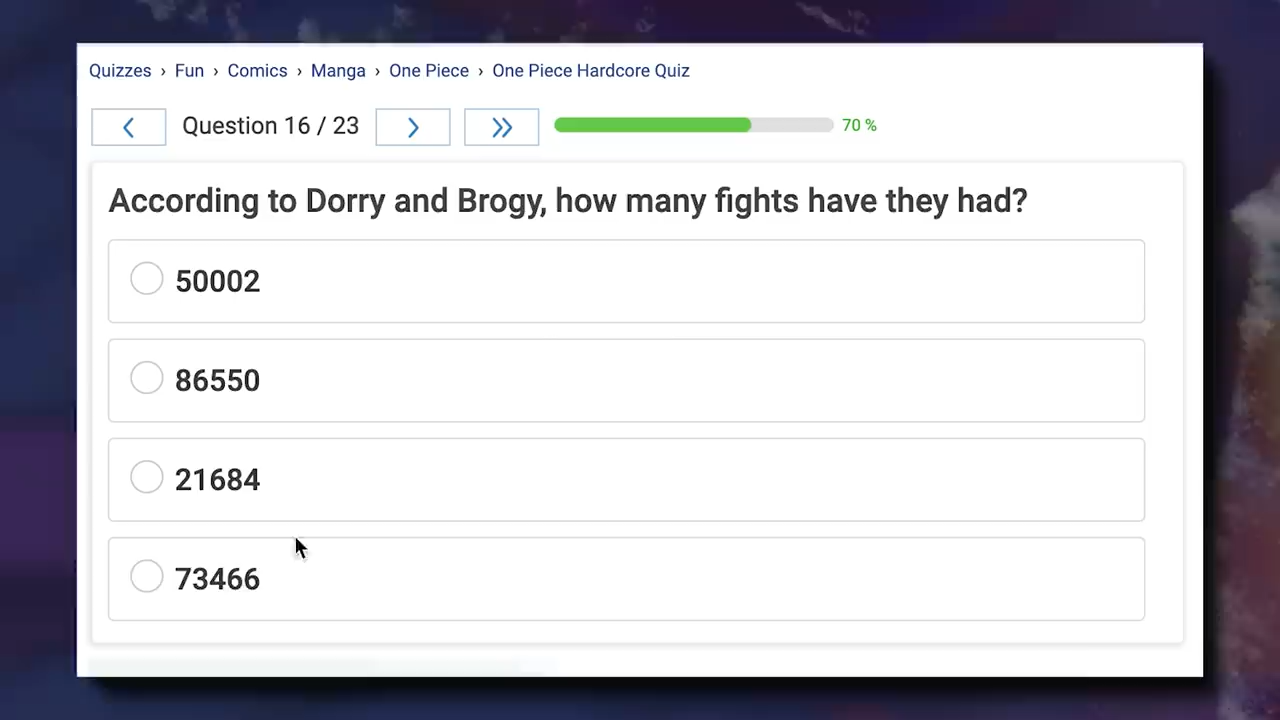 Quizzes › Fun › Comics › Manga › One Piece › One Piece Hardcore Quiz
Question 16 / 23
70 %
According to Dorry and Brogy, how many fights have they had?
50002
86550
21684
73466